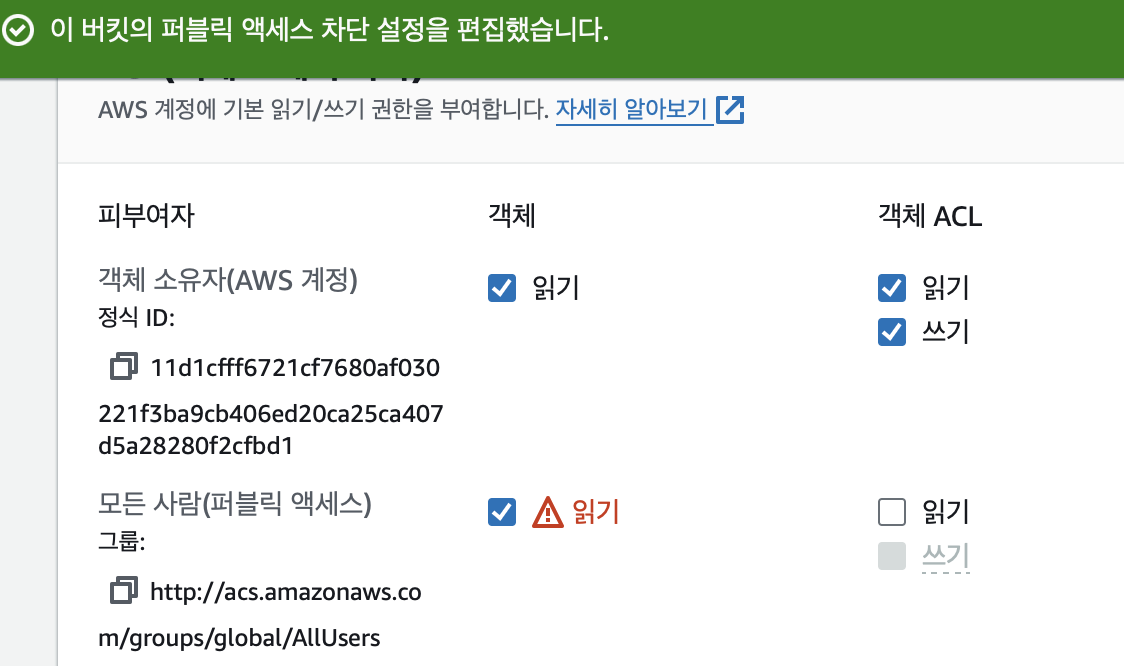 이 버킷의 퍼블릭 액세스 차단 설정을 편집했습니다.
AWS 계정에 기본 읽기/쓰기 권한을 부여합니다. 자세히 알아보기
피부여자 객체 객체 ACL
객체 소유자(AWS 계정) 읽기 읽기
정식 ID: 쓰기
11d1cfff6721cf7680af030
221f3ba9cb406ed20ca25ca407
d5a28280f2cfbd1
모든 사람(퍼블릭 액세스) 읽기 읽기
그룹: 쓰기
http://acs.amazonaws.co
m/groups/global/AllUsers